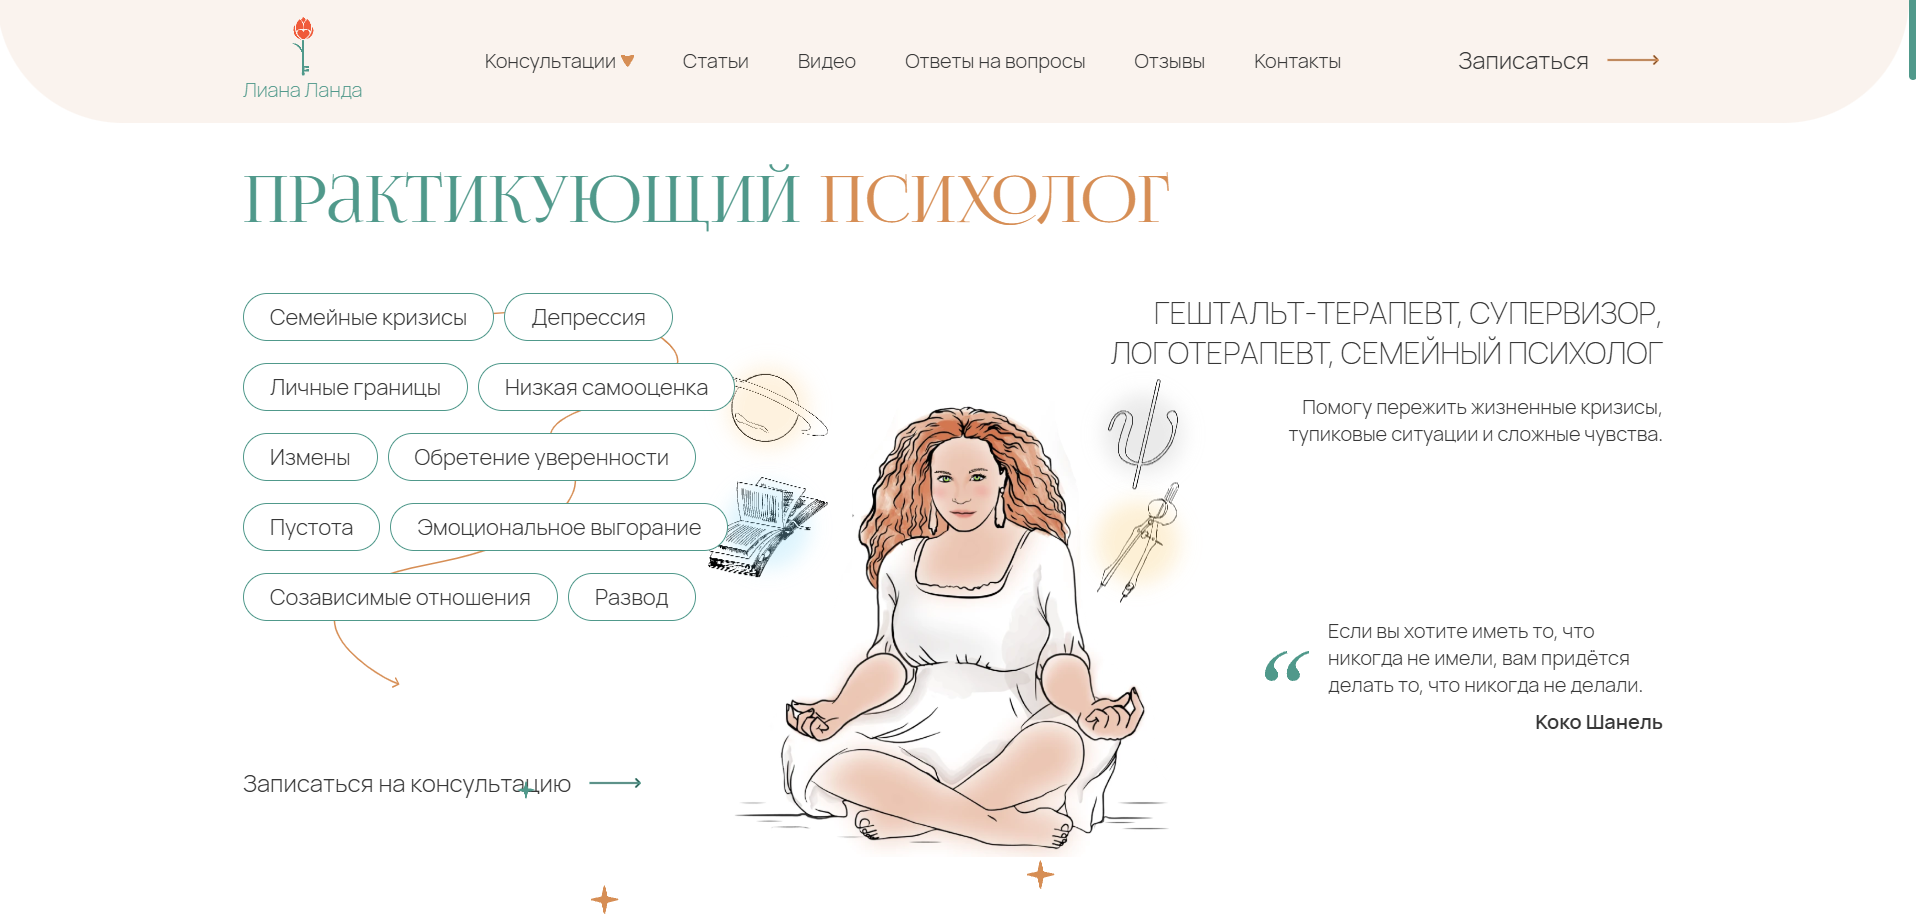 Лиана Ланда
Консультации
Статьи
Видео
Ответы на вопросы
Отзывы
Контакты
Записаться
ПРАКТИКУЮЩИЙ ПСИХОЛОГ
Семейные кризисы
Депрессия
Личные границы
Низкая самооценка
Измены
Обретение уверенности
Пустота
Эмоциональное выгорание
Созависимые отношения
Развод
Записаться на консультацию
ГЕШТАЛЬТ-ТЕРАПЕВТ, СУПЕРВИЗОР,
ЛОГОТЕРАПЕВТ, СЕМЕЙНЫЙ ПСИХОЛОГ
Помогу пережить жизненные кризисы,
тупиковые ситуации и сложные чувства.
“
Если вы хотите иметь то, что
никогда не имели, вам придётся
делать то, что никогда не делали.
Коко Шанель